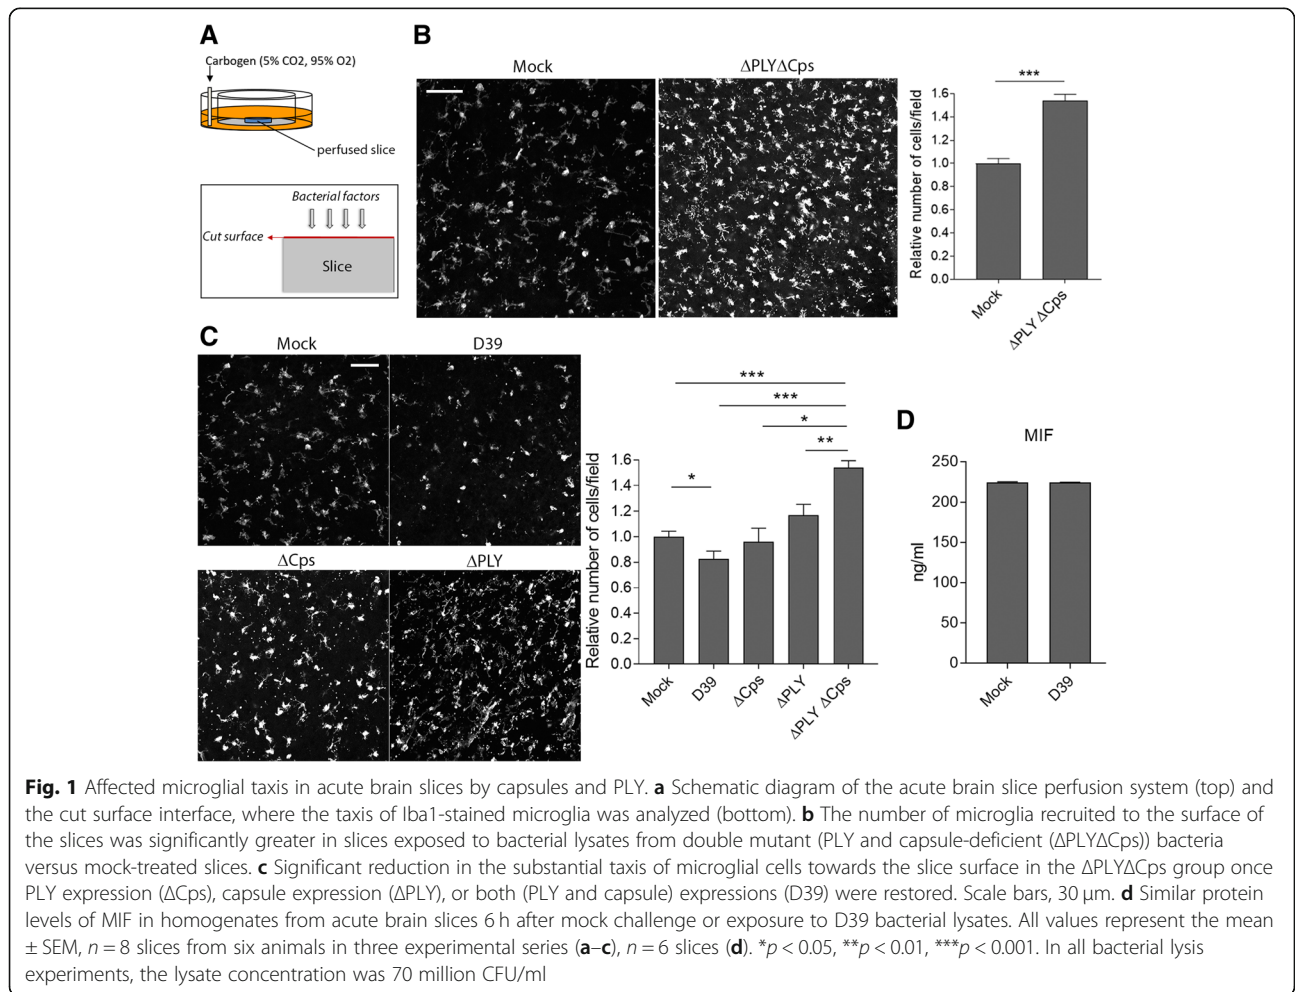 A
Carbogen (5% CO2, 95% O2)
perfused slice
Bacterial factors
Cut surface
Slice
B
Mock
ΔPLYΔCps
***
Relative number of cells/field
1.6
1.4
1.2
1.0
0.8
0.6
0.4
0.2
0.0
Mock
ΔPLY ΔCps
C
Mock
D39
ΔCps
ΔPLY
***
***
*
**
*
Relative number of cells/field
1.6
1.4
1.2
1.0
0.8
0.6
0.4
0.2
0.0
Mock
D39
ΔCps
ΔPLY
ΔPLY ΔCps
D
MIF
ng/ml
250
200
150
100
50
0
Mock
D39
Fig. 1 Affected microglial taxis in acute brain slices by capsules and PLY. a Schematic diagram of the acute brain slice perfusion system (top) and
the cut surface interface, where the taxis of Iba1-stained microglia was analyzed (bottom). b The number of microglia recruited to the surface of
the slices was significantly greater in slices exposed to bacterial lysates from double mutant (PLY and capsule-deficient (ΔPLYΔCps)) bacteria
versus mock-treated slices. c Significant reduction in the substantial taxis of microglial cells towards the slice surface in the ΔPLYΔCps group once
PLY expression (ΔCps), capsule expression (ΔPLY), or both (PLY and capsule) expressions (D39) were restored. Scale bars, 30 μm. d Similar protein
levels of MIF in homogenates from acute brain slices 6 h after mock challenge or exposure to D39 bacterial lysates. All values represent the mean
± SEM, n = 8 slices from six animals in three experimental series (a–c), n = 6 slices (d). *p < 0.05, **p < 0.01, ***p < 0.001. In all bacterial lysis
experiments, the lysate concentration was 70 million CFU/ml